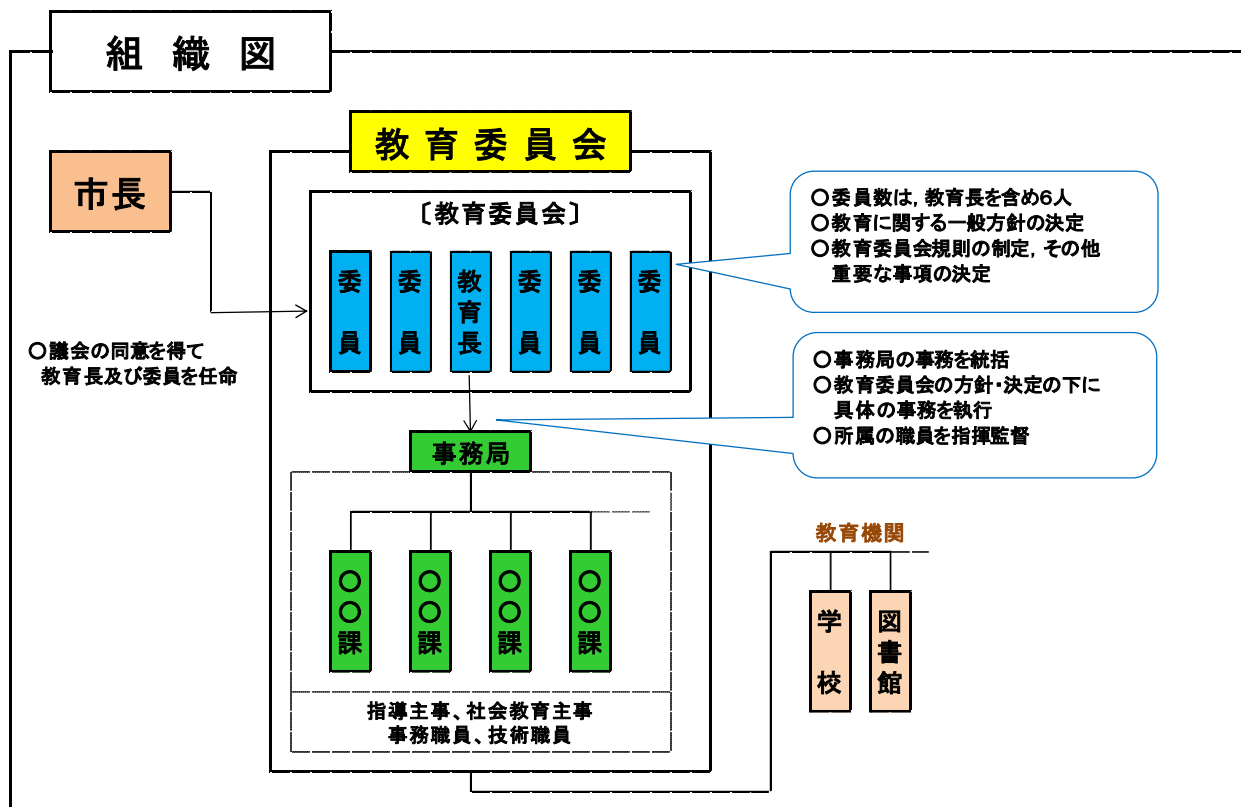 組織図
教育委員会
市長
〔教育委員会〕
委員
委員
教育長
委員
委員
委員
○委員数は，教育長を含め6人
○教育に関する一般方針の決定
○教育委員会規則の制定，その他
重要な事項の決定
○議会の同意を得て
教育長及び委員を任命
○事務局の事務を統括
○教育委員会の方針・決定の下に
具体の事務を執行
○所属の職員を指揮監督
事務局
○○課
○○課
○○課
○○課
指導主事、社会教育主事
事務職員、技術職員
教育機関
学校
図書館